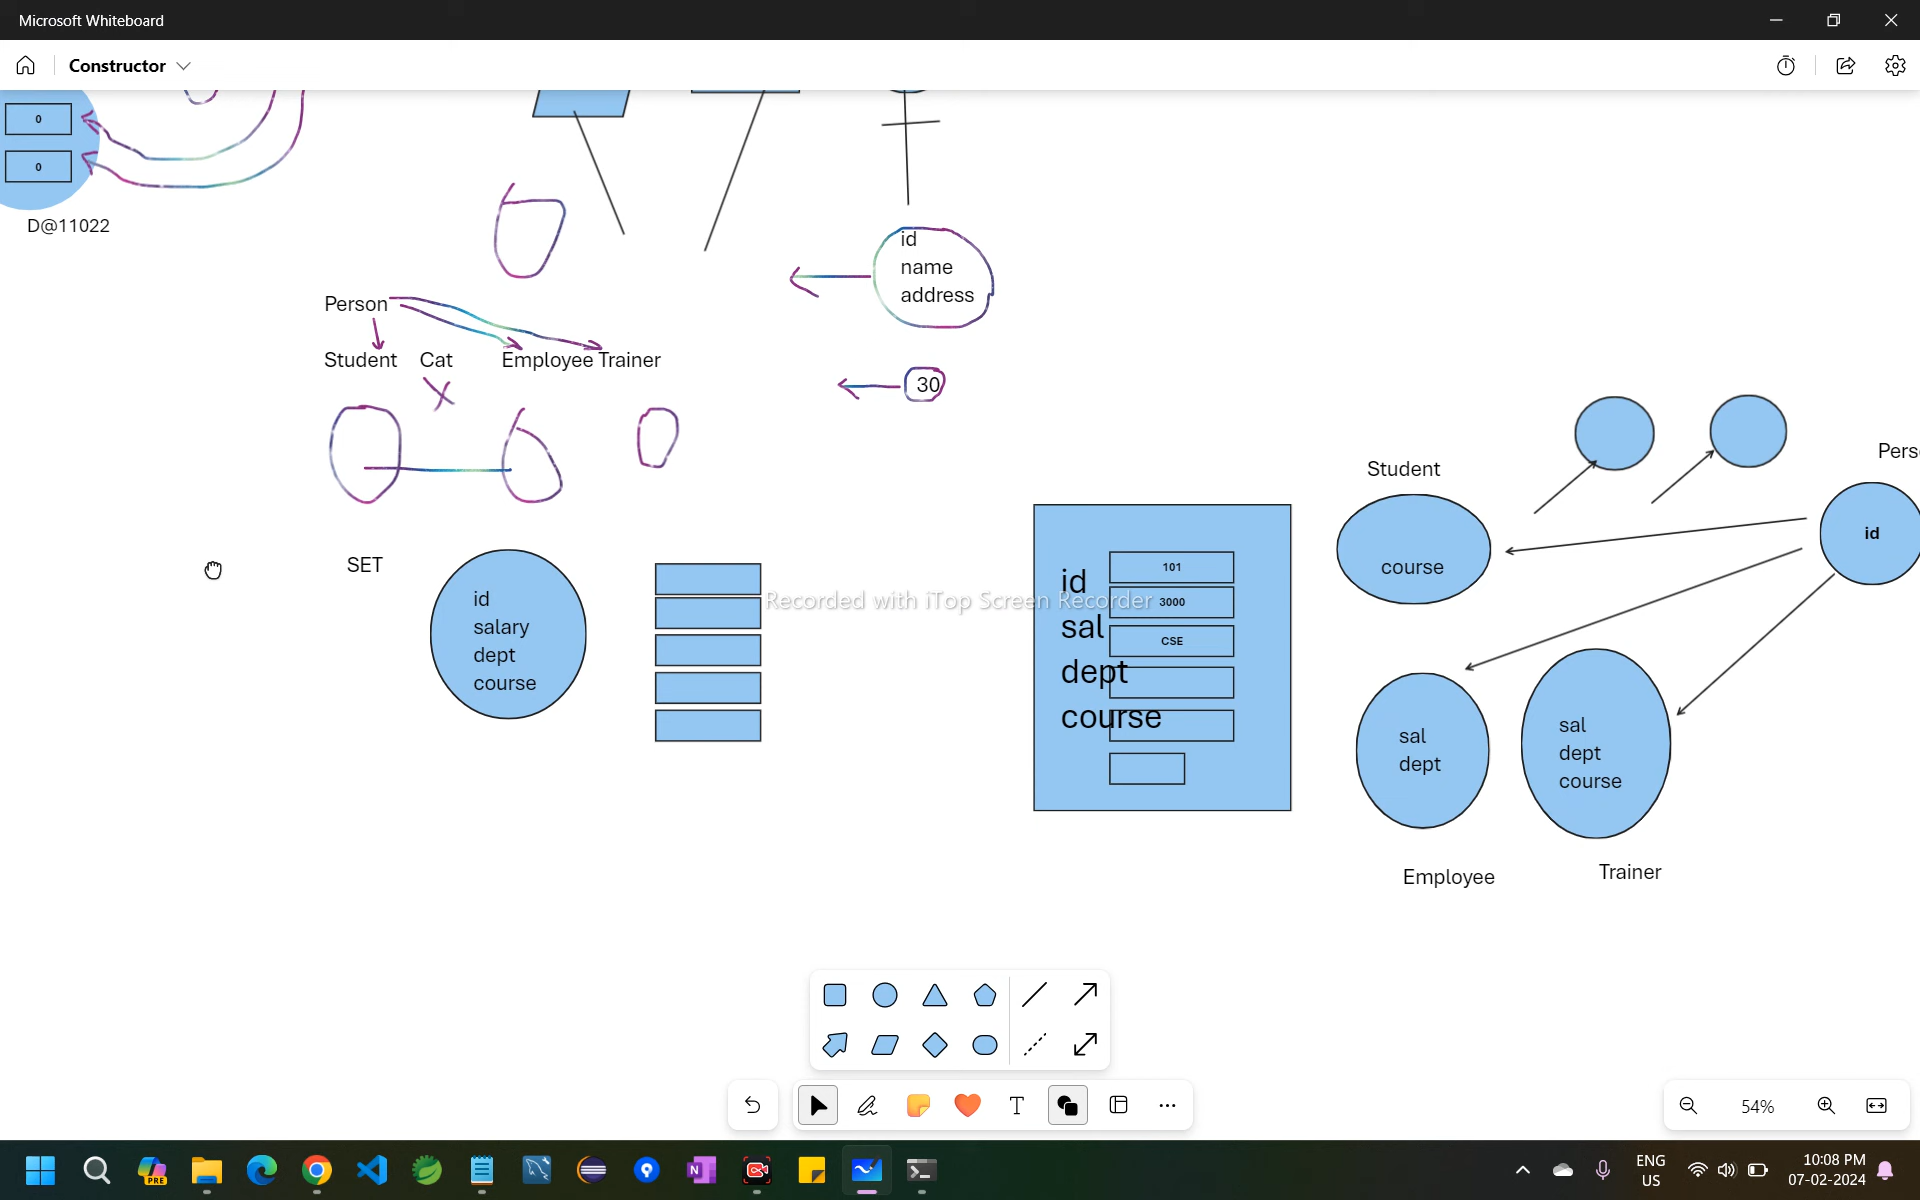 Microsoft Whiteboard
Constructor
0
0
D@11022
id
name
address
Person
Student Cat Employee Trainer
30
SET
id
salary
dept
course
Recorded with iTop Screen Recorder
id
sal
dept
course
101
3000
CSE
Student
course
Pers
id
sal
dept
Employee
sal
dept
course
Trainer
T
54%
PRE
N
ENG
US
10:08 PM
07-02-2024